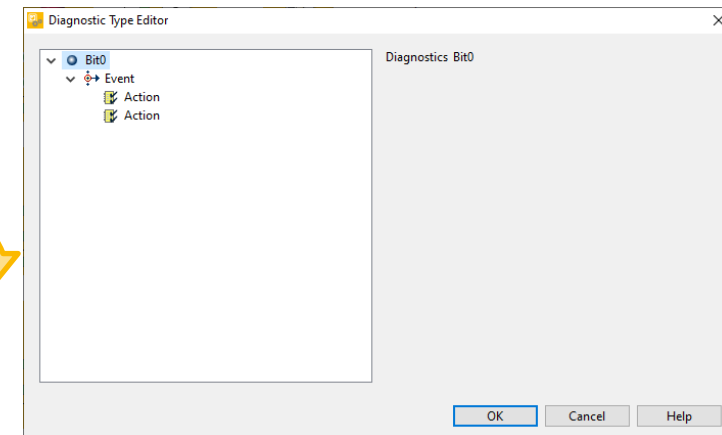 Diagnostic Type Editor
Bit0
Diagnostics Bit0
Event
Action
Action
OK Cancel Help